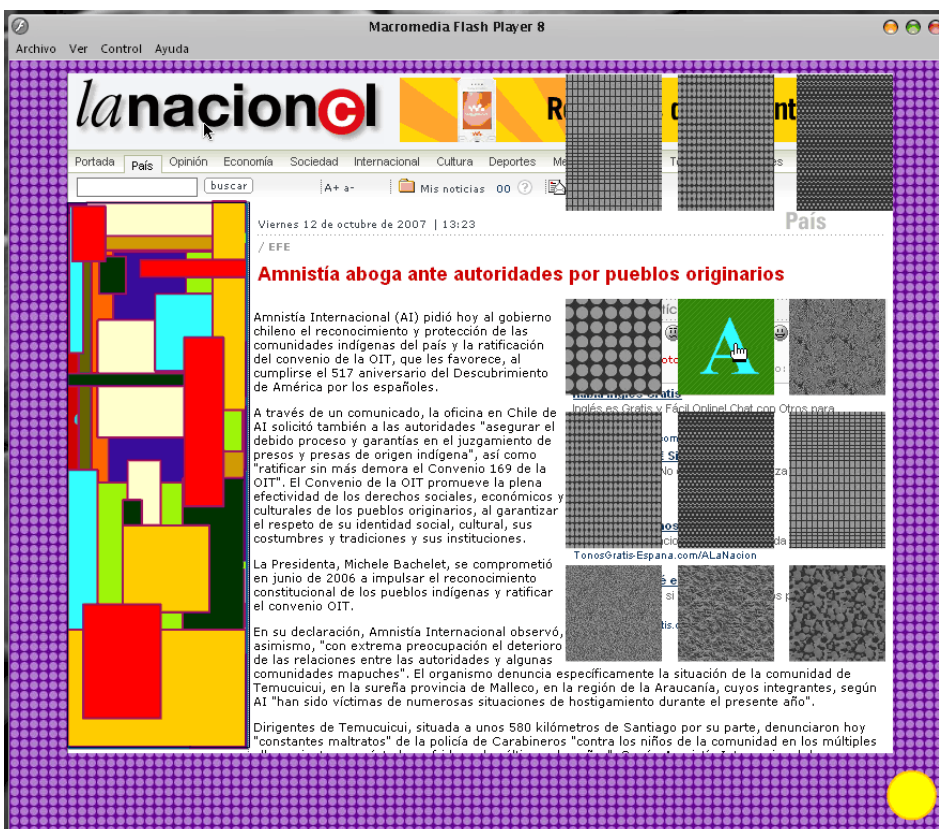 Macromedia Flash Player 8
Archivo Ver Control Ayuda
lanacioncl
Portada País Opinión Economía Sociedad Internacional Cultura Deportes
buscar A+ a- Mis noticias 00 ?
Viernes 12 de octubre de 2007 | 13:23
País
/ EFE
Amnistía aboga ante autoridades por pueblos originarios
Amnistía Internacional (AI) pidió hoy al gobierno
chileno el reconocimiento y protección de las
comunidades indígenas del país y la ratificación
del convenio de la OIT, que les favorece, al
cumplirse el 517 aniversario del Descubrimiento
de América por los españoles.
A través de un comunicado, la oficina en Chile de
AI solicitó también a las autoridades "asegurar el
debido proceso y garantías en el juzgamiento de
presos y presas de origen indígena", así como
"ratificar sin más demora el Convenio 169 de la
OIT". El Convenio de la OIT promueve la plena
efectividad de los derechos sociales, económicos y
culturales de los pueblos originarios, al garantizar
el respeto de su identidad social, cultural, sus
costumbres y tradiciones y sus instituciones.
La Presidenta, Michele Bachelet, se comprometió
en junio de 2006 a impulsar el reconocimiento
constitucional de los pueblos indígenas y ratificar
el convenio OIT.
En su declaración, Amnistía Internacional observó,
asimismo, "con extrema preocupación el deterioro
de las relaciones entre las autoridades y algunas
comunidades mapuches". El organismo denuncia específicamente la situación de la comunidad de
Temucuicui, en la sureña provincia de Malleco, en la región de la Araucanía, cuyos integrantes, según
AI "han sido víctimas de numerosas situaciones de hostigamiento durante el presente año".
Dirigentes de Temucuicui, situada a unos 580 kilómetros de Santiago por su parte, denunciaron hoy
"constantes maltratos" de la policía de Carabineros "contra los niños de la comunidad en los múltiples
A
Habla Inglés Gratis
Inglés es Gratis y Fácil Online! Chat con Otros para
TonosGratis-Espana.com/ALaNacion